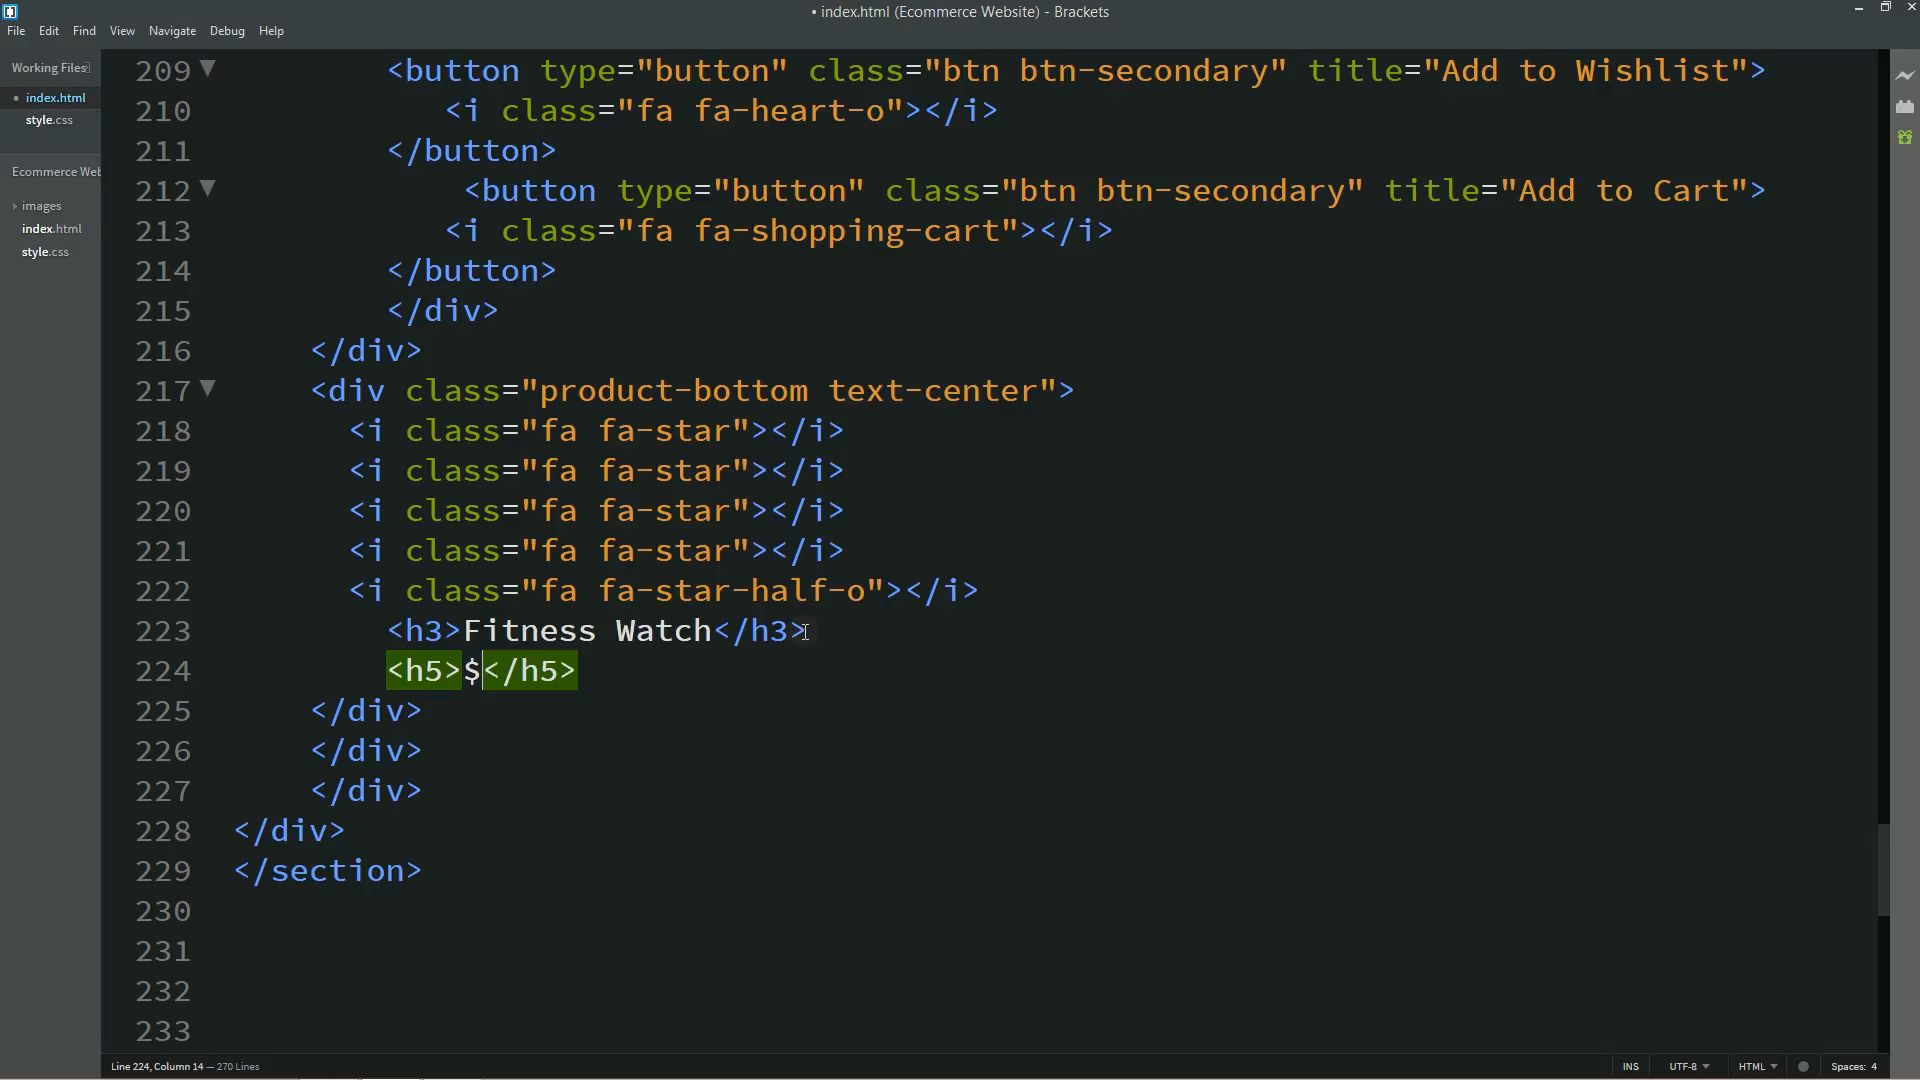 • index.html (Ecommerce Website) - Brackets
File Edit Find View Navigate Debug Help
Working Files
• index.html
style.css
Ecommerce Web
images
index.html
style.css
209 <button type="button" class="btn btn-secondary" title="Add to Wishlist">
210 <i class="fa fa-heart-o"></i>
211 </button>
212 <button type="button" class="btn btn-secondary" title="Add to Cart">
213 <i class="fa fa-shopping-cart"></i>
214 </button>
215 </div>
216 </div>
217 <div class="product-bottom text-center">
218 <i class="fa fa-star"></i>
219 <i class="fa fa-star"></i>
220 <i class="fa fa-star"></i>
221 <i class="fa fa-star"></i>
222 <i class="fa fa-star-half-o"></i>
223 <h3>Fitness Watch</h3>
224 <h5>$</h5>
225 </div>
226 </div>
227 </div>
228 </div>
229 </section>
230
231
232
233
Line 224, Column 14 — 270 Lines
INS UTF-8 HTML Spaces: 4